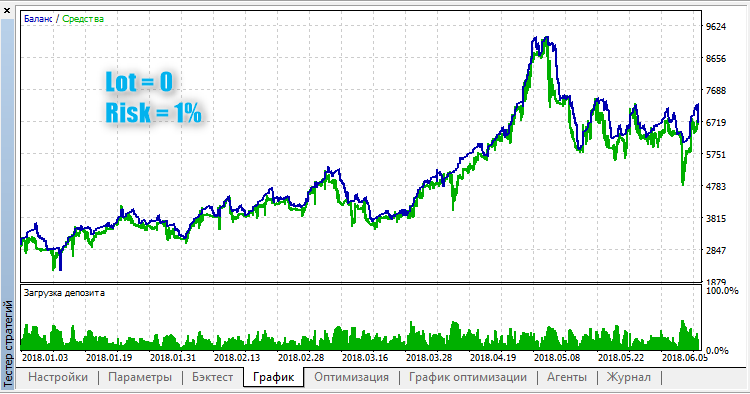 Баланс / Средства
Lot = 0
Risk = 1%
9624
8656
7688
6719
5751
4783
3815
2847
1879
Загрузка депозита
100.0%
0.0%
2018.01.03 2018.01.19 2018.01.31 2018.02.13 2018.02.28 2018.03.16 2018.03.28 2018.04.19 2018.05.08 2018.05.22 2018.06.05
Тестер стратегий
Настройки | Параметры | Бэктест | График | Оптимизация | График оптимизации | Агенты | Журнал |